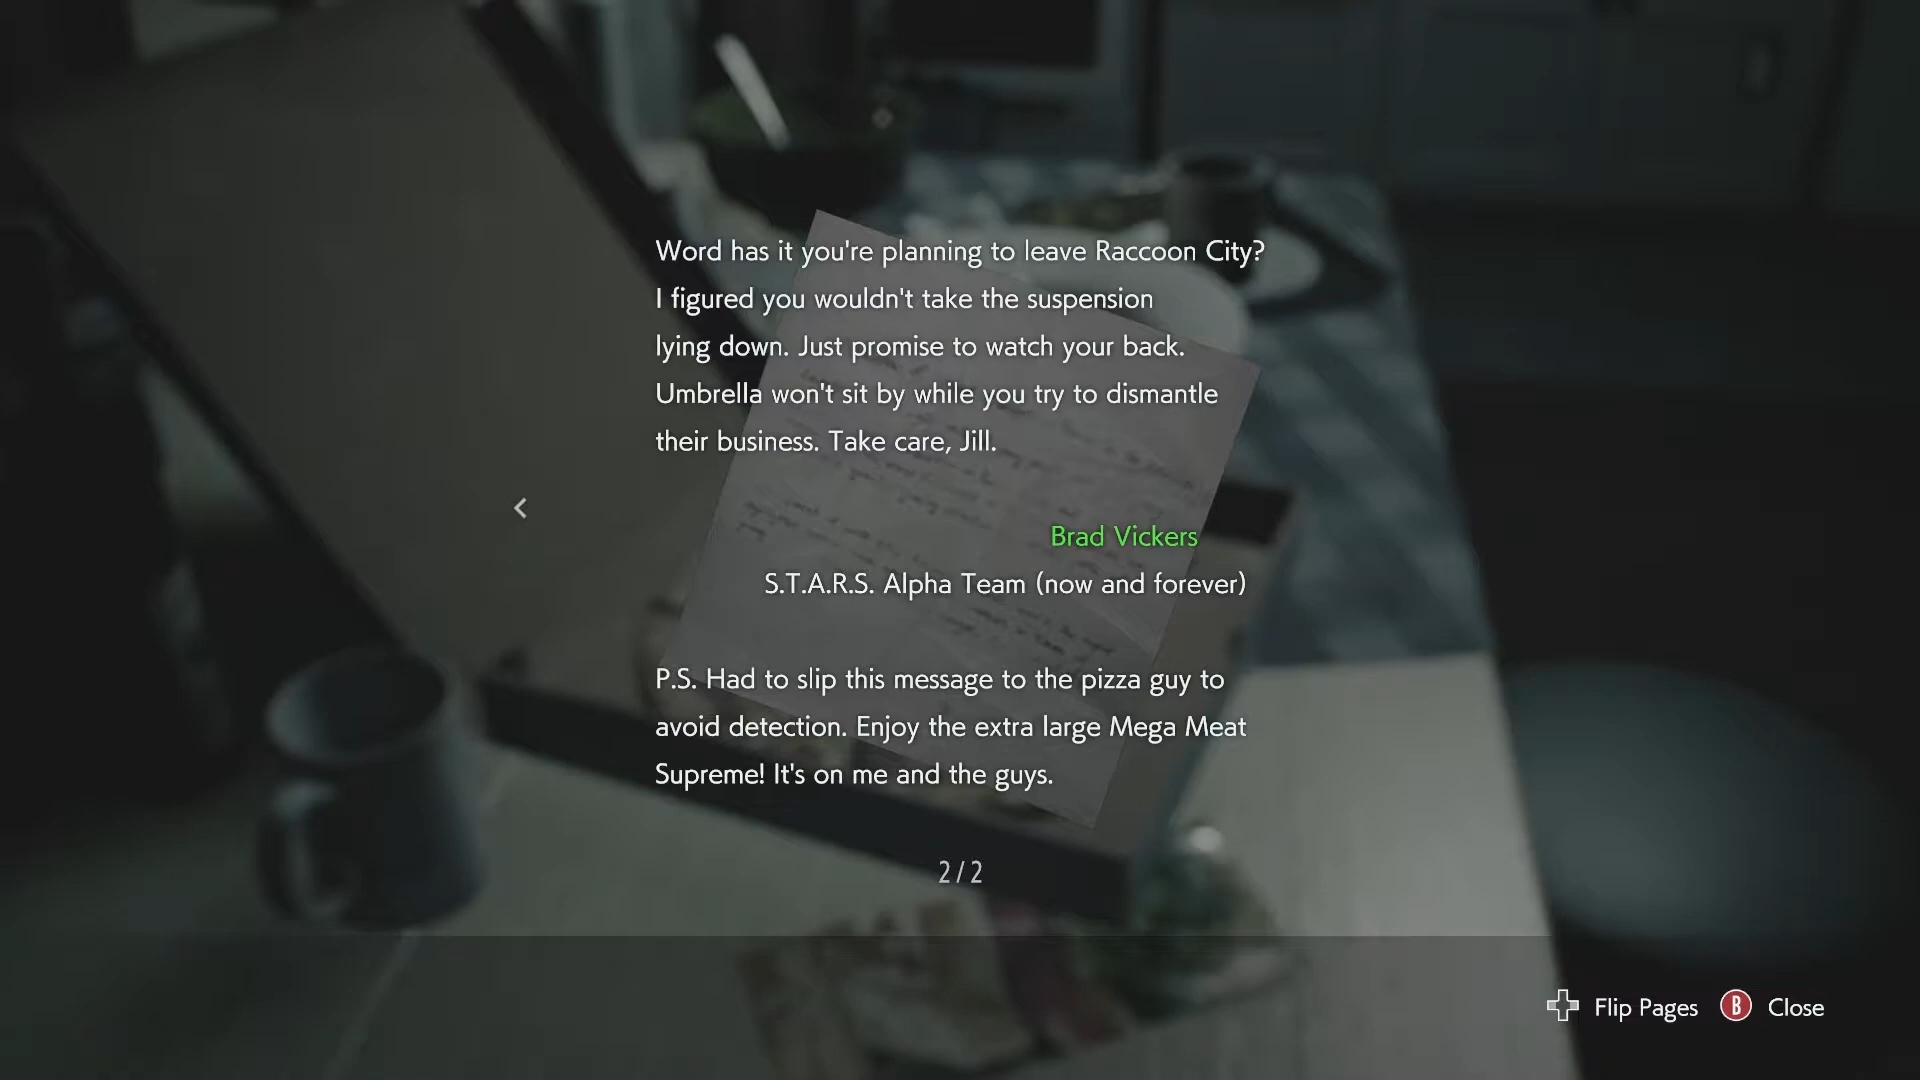 Word has it you're planning to leave Raccoon City?
I figured you wouldn't take the suspension
lying down. Just promise to watch your back.
Umbrella won't sit by while you try to dismantle
their business. Take care, Jill.
Brad Vickers
S.T.A.R.S. Alpha Team (now and forever)
P.S. Had to slip this message to the pizza guy to
avoid detection. Enjoy the extra large Mega Meat
Supreme! It's on me and the guys.
2 / 2
Flip Pages B Close